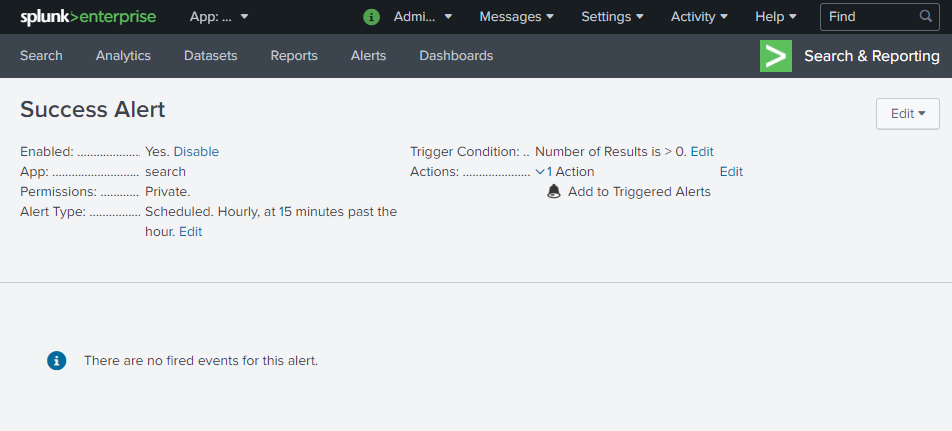 splunk>enterprise App: ... i Admi... Messages Settings Activity Help Find
Search Analytics Datasets Reports Alerts Dashboards > Search & Reporting
Success Alert
Edit
Enabled: ................... Yes. Disable
App: .......................... search
Permissions: ............ Private.
Alert Type: ................ Scheduled. Hourly, at 15 minutes past the
hour. Edit
Trigger Condition: .. Number of Results is > 0. Edit
Actions: .................... 1 Action Edit
Add to Triggered Alerts
i There are no fired events for this alert.